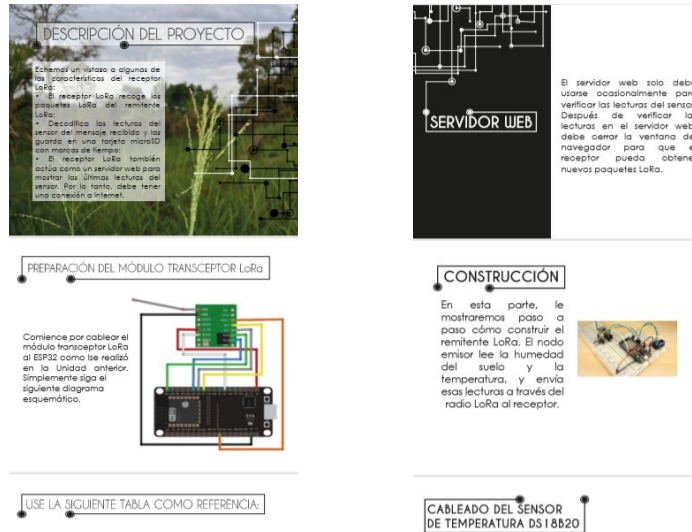 DESCRIPCIÓN DEL PROYECTO
Echemos un vistazo a algunas de
las características del receptor
LoRa:
• El receptor LoRa recoge los
paquetes LoRa del remitente
LoRa;
• Decodifica las lecturas del
sensor del mensaje recibido y las
guarda en una tarjeta microSD
con marcas de tiempo;
• El receptor LoRa también
actúa como un servidor web para
mostrar las últimas lecturas del
sensor. Por lo tanto, debe tener
una conexión a Internet.
PREPARACIÓN DEL MÓDULO TRANSCEPTOR LoRa
Comience por cablear el
módulo transceptor LoRa
al ESP32 como lse realizó
en la Unidad anterior.
Simplemente siga el
siguiente diagrama
esquemático.
USE LA SIGUIENTE TABLA COMO REFERENCIA:
SERVIDOR WEB
El servidor web solo debe
usarse ocasionalmente para
verificar las lecturas del sensor.
Después de verificar las
lecturas en el servidor web,
debe cerrar la ventana del
navegador para que el
receptor pueda obtener
nuevos paquetes LoRa.
CONSTRUCCIÓN
En esta parte, le
mostraremos paso a
paso cómo construir el
remitente LoRa. El nodo
emisor lee la humedad
del suelo y la
temperatura, y envía
esas lecturas a través del
radio LoRa al receptor.
CABLEADO DEL SENSOR
DE TEMPERATURA DS18B20